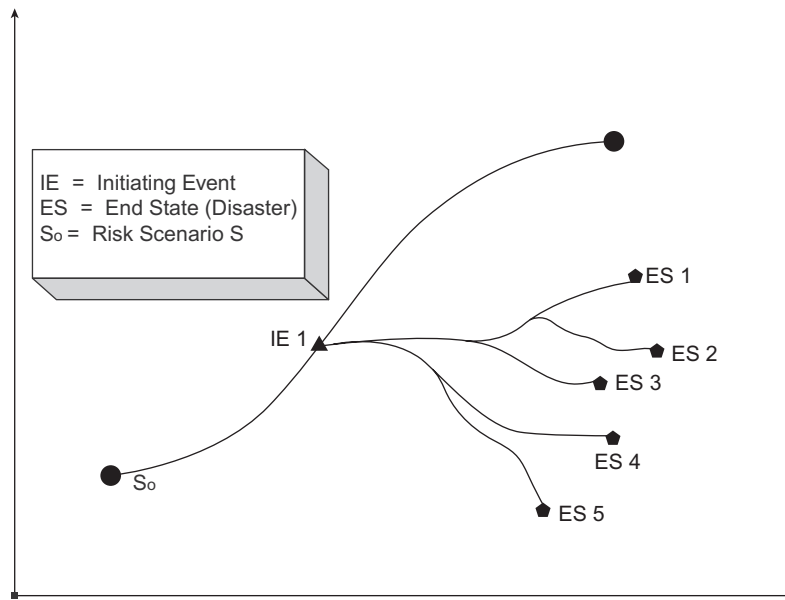 IE = Initiating Event
ES = End State (Disaster)
So = Risk Scenario S
ES 1
IE 1
ES 2
ES 3
ES 4
So
ES 5